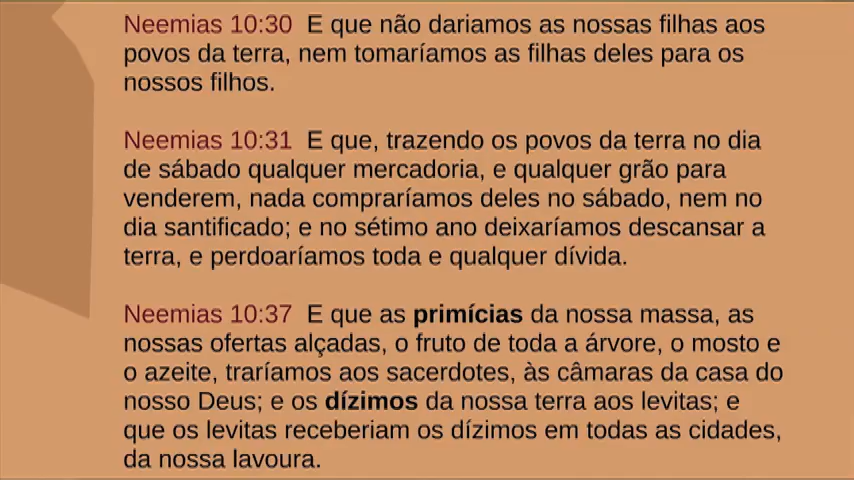 Neemias 10:30  E que não dariamos as nossas filhas aos
povos da terra, nem tomaríamos as filhas deles para os
nossos filhos.
Neemias 10:31  E que, trazendo os povos da terra no dia
de sábado qualquer mercadoria, e qualquer grão para
venderem, nada compraríamos deles no sábado, nem no
dia santificado; e no sétimo ano deixaríamos descansar a
terra, e perdoaríamos toda e qualquer dívida.
Neemias 10:37  E que as primícias da nossa massa, as
nossas ofertas alçadas, o fruto de toda a árvore, o mosto e
o azeite, traríamos aos sacerdotes, às câmaras da casa do
nosso Deus; e os dízimos da nossa terra aos levitas; e
que os levitas receberiam os dízimos em todas as cidades,
da nossa lavoura.